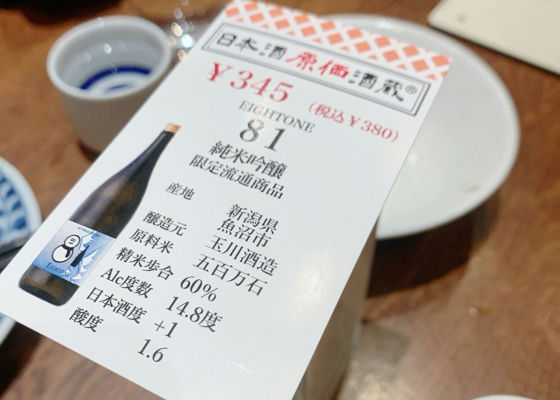 日本酒原価酒蔵®
¥345 (税込¥380)
EIGHTONE
81
純米吟醸
限定流通商品
産地 新潟県
魚沼市
醸造元 玉川酒造
原料米 五百万石
精米歩合 60%
Alc度数 14.8度
日本酒度 +1
酸度 1.6